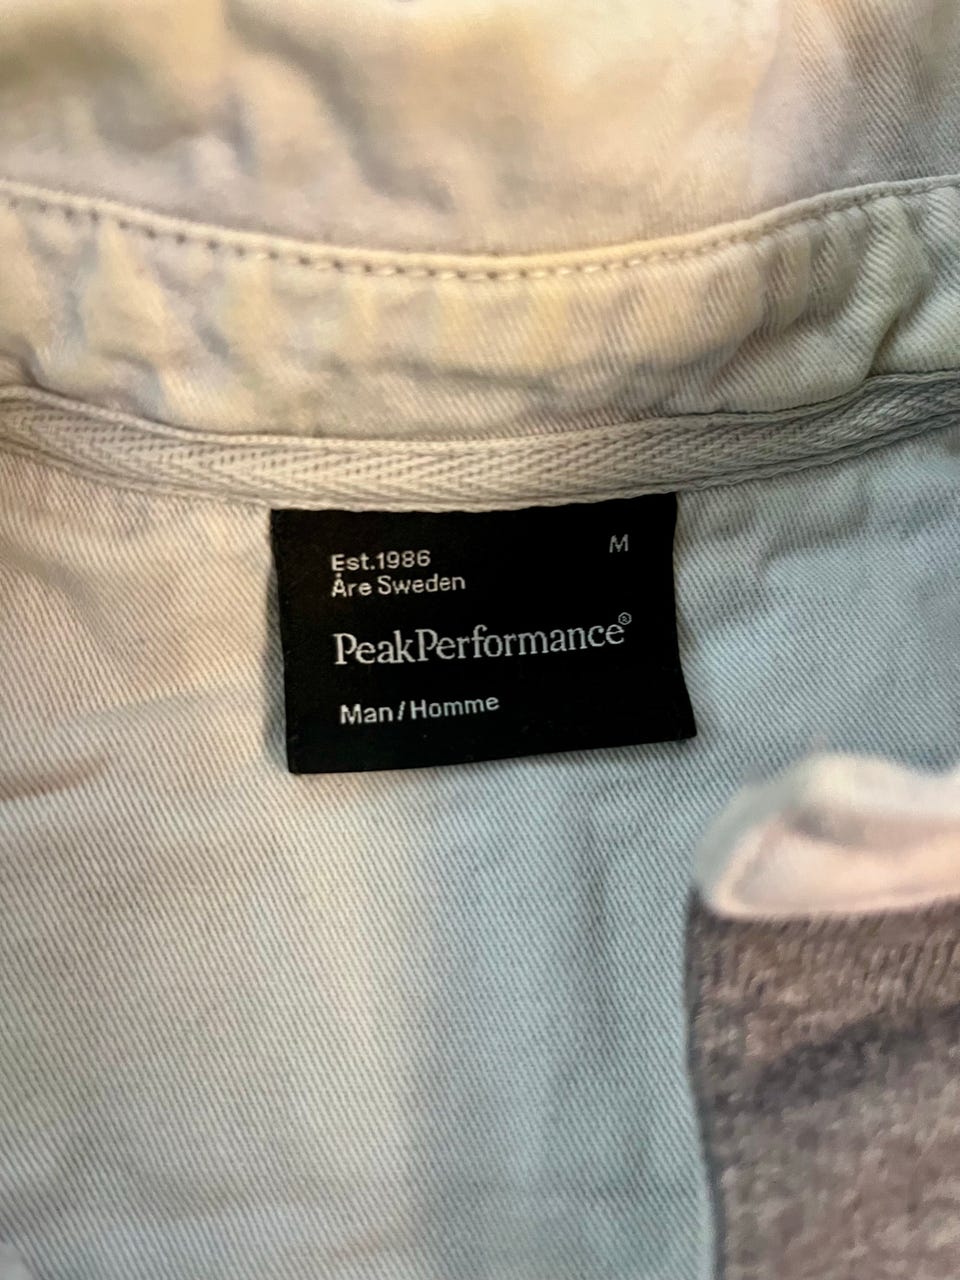 Est.1986
M
Åre Sweden
PeakPerformance®
Man/Homme